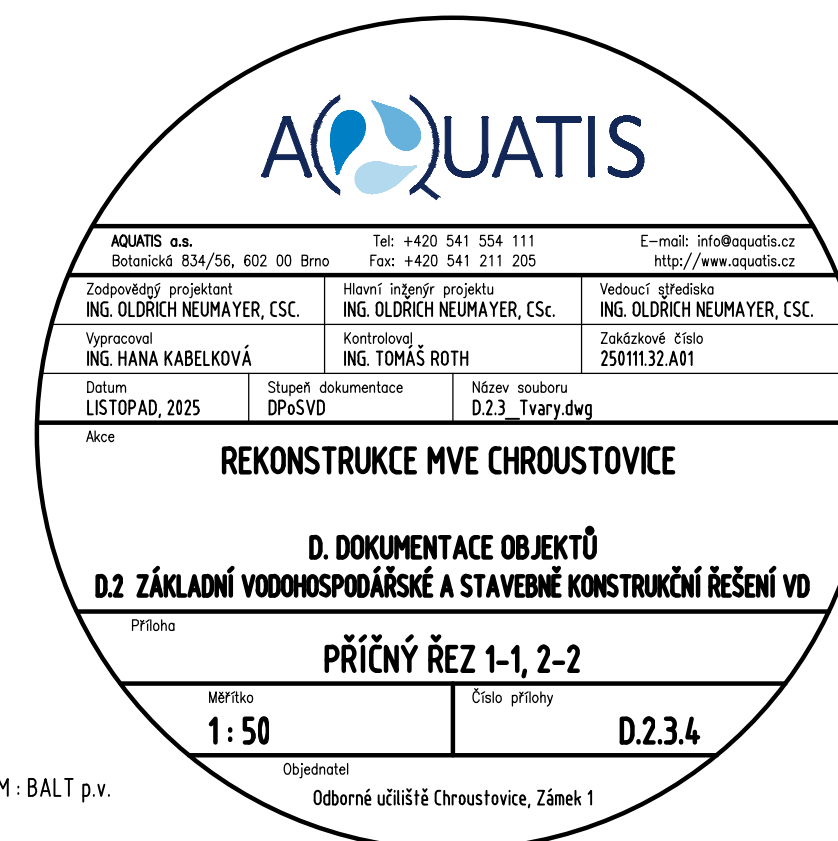 AQUATIS
AQUATIS a.s. Tel: +420 541 554 111 E-mail: info@aquatis.cz
Botanická 834/56, 602 00 Brno Fax: +420 541 211 205 http://www.aquatis.cz
Zodpovědný projektant Hlavní inženýr projektu Vedoucí střediska
ING. OLDŘICH NEUMAYER, CSC. ING. OLDŘICH NEUMAYER, CSc. ING. OLDŘICH NEUMAYER, CSC.
Vypracoval Kontroloval Zakázkové číslo
ING. HANA KABELKOVÁ ING. TOMÁŠ ROTH 250111.32.A01
Datum Stupeň dokumentace Název souboru
LISTOPAD, 2025 DPoSVD D.2.3_Tvary.dwg
Akce
REKONSTRUKCE MVE CHROUSTOVICE
D. DOKUMENTACE OBJEKTŮ
D.2 ZÁKLADNÍ VODOHOSPODÁŘSKÉ A STAVEBNĚ KONSTRUKČNÍ ŘEŠENÍ VD
Příloha
PŘÍČNÝ ŘEZ 1-1, 2-2
Měřítko Číslo přílohy
1 : 50 D.2.3.4
Objednatel
M : BALT p.v.
Odborné učiliště Chroustovice, Zámek 1